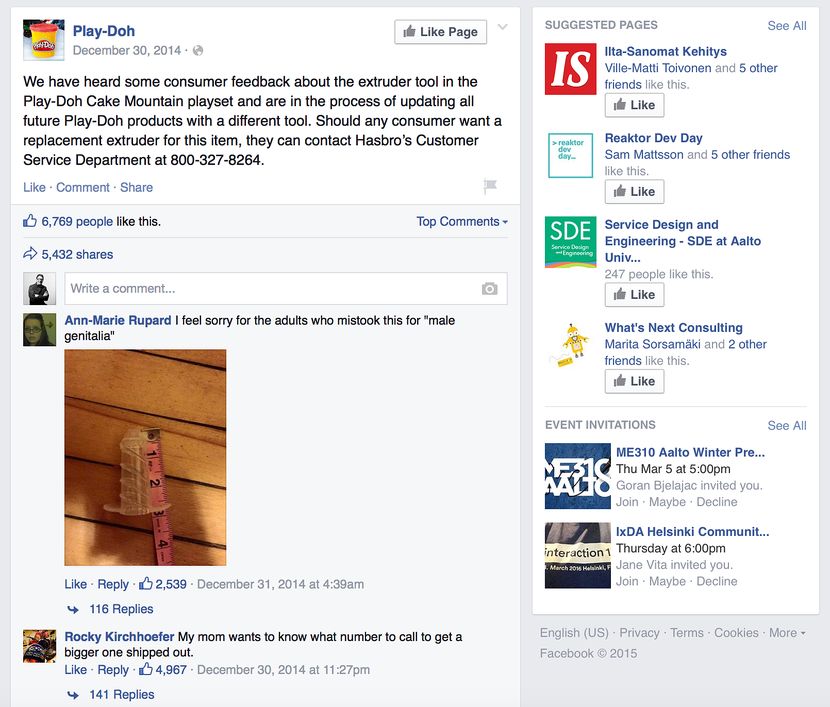 Play-Doh
December 30, 2014 ·
Like Page
We have heard some consumer feedback about the extruder tool in the
Play-Doh Cake Mountain playset and are in the process of updating all
future Play-Doh products with a different tool. Should any consumer want a
replacement extruder for this item, they can contact Hasbro's Customer
Service Department at 800-327-8264.
Like · Comment · Share
6,769 people like this.
Top Comments
5,432 shares
Write a comment...
Ann-Marie Rupard I feel sorry for the adults who mistook this for "male
genitalia"
1
2
3
4
Like · Reply · 2,539 · December 31, 2014 at 4:39am
116 Replies
Rocky Kirchhoefer My mom wants to know what number to call to get a
bigger one shipped out.
Like · Reply · 4,967 · December 30, 2014 at 11:27pm
141 Replies
SUGGESTED PAGES
See All
IS
Ilta-Sanomat Kehitys
Ville-Matti Toivonen and 5 other
friends like this.
Like
> reaktor
dev
day...
Reaktor Dev Day
Sam Mattsson and 5 other friends
like this.
Like
SDE
Service Design
and Engineering
Service Design and
Engineering - SDE at Aalto
Univ...
247 people like this.
Like
What's Next Consulting
Marita Sorsamäki and 2 other
friends like this.
Like
EVENT INVITATIONS
See All
ME310
AALTO
ME310 Aalto Winter Pre...
Thu Mar 5 at 5:00pm
Goran Bjelajac invited you.
Join · Maybe · Decline
interaction 1
. March 2016 Helsinki, F
IxDA Helsinki Communit...
Thursday at 6:00pm
Jane Vita invited you.
Join · Maybe · Decline
English (US) · Privacy · Terms · Cookies · More
Facebook © 2015